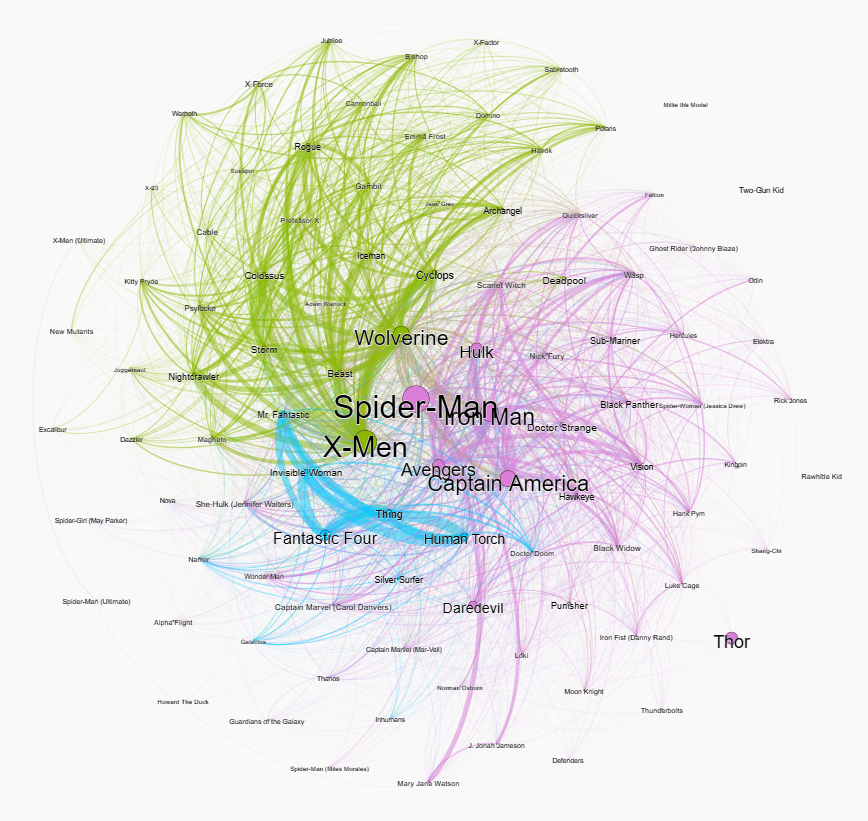 Jubilee
X-Factor
Bishop
Sabretooth
X-Force
Cannonball
Millie the Model
Warpath
Domino
Polaris
Emma Frost
Rogue
Havok
Sunspot
Gambit
X-23
Two-Gun Kid
Falcon
Jean Grey
Archangel
Quicksilver
Professor X
Cable
X-Men (Ultimate)
Ghost Rider (Johnny Blaze)
Iceman
Colossus
Cyclops
Wasp
Kitty Pryde
Deadpool
Odin
Scarlet Witch
Adam Warlock
Psylocke
New Mutants
Hercules
Wolverine
Sub-Mariner
Elektra
Storm
Hulk
Nick Fury
Juggernaut
Beast
Nightcrawler
Rick Jones
Black Panther
Spider-Woman (Jessica Drew)
Spider-Man
Mr. Fantastic
Iron Man
Doctor Strange
Excalibur
Dazzler
Magneto
X-Men
Kingpin
Vision
Avengers
Invisible Woman
Rawhide Kid
Captain America
Hawkeye
Nova
She-Hulk (Jennifer Walters)
Thing
Hank Pym
Spider-Girl (May Parker)
Fantastic Four
Human Torch
Black Widow
Shang-Chi
Doctor Doom
Namor
Wonder Man
Silver Surfer
Luke Cage
Spider-Man (Ultimate)
Captain Marvel (Carol Danvers)
Daredevil
Punisher
Alpha Flight
Iron Fist (Danny Rand)
Thor
Galactus
Captain Marvel (Mar-Vell)
Loki
Thanos
Norman Osborn
Moon Knight
Howard The Duck
Thunderbolts
Guardians of the Galaxy
Inhumans
J. Jonah Jameson
Defenders
Spider-Man (Miles Morales)
Mary Jane Watson